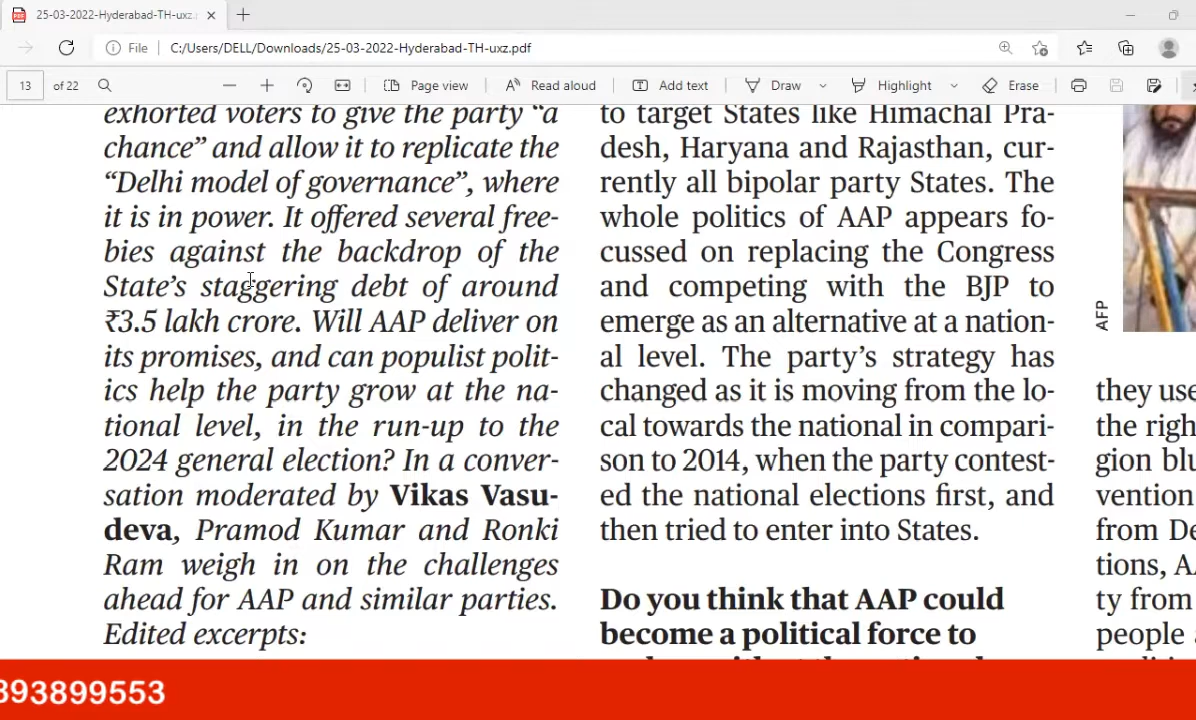 25-03-2022-Hyderabad-TH-uxz.
File
C:/Users/DELL/Downloads/25-03-2022-Hyderabad-TH-uxz.pdf
13 of 22
Page view
Read aloud
Add text
Draw
Highlight
Erase
exhorted voters to give the party “a
chance” and allow it to replicate the
“Delhi model of governance”, where
it is in power. It offered several free-
bies against the backdrop of the
State’s staggering debt of around
₹3.5 lakh crore. Will AAP deliver on
its promises, and can populist polit-
ics help the party grow at the na-
tional level, in the run-up to the
2024 general election? In a conver-
sation moderated by Vikas Vasu-
deva, Pramod Kumar and Ronki
Ram weigh in on the challenges
ahead for AAP and similar parties.
Edited excerpts:
to target States like Himachal Pra-
desh, Haryana and Rajasthan, cur-
rently all bipolar party States. The
whole politics of AAP appears fo-
cussed on replacing the Congress
and competing with the BJP to
emerge as an alternative at a nation-
al level. The party’s strategy has
changed as it is moving from the lo-
cal towards the national in compari-
son to 2014, when the party contest-
ed the national elections first, and
then tried to enter into States.
Do you think that AAP could
become a political force to
AFP
they use
the righ
gion blu
vention
from De
tions, A
ty from
people
893899553